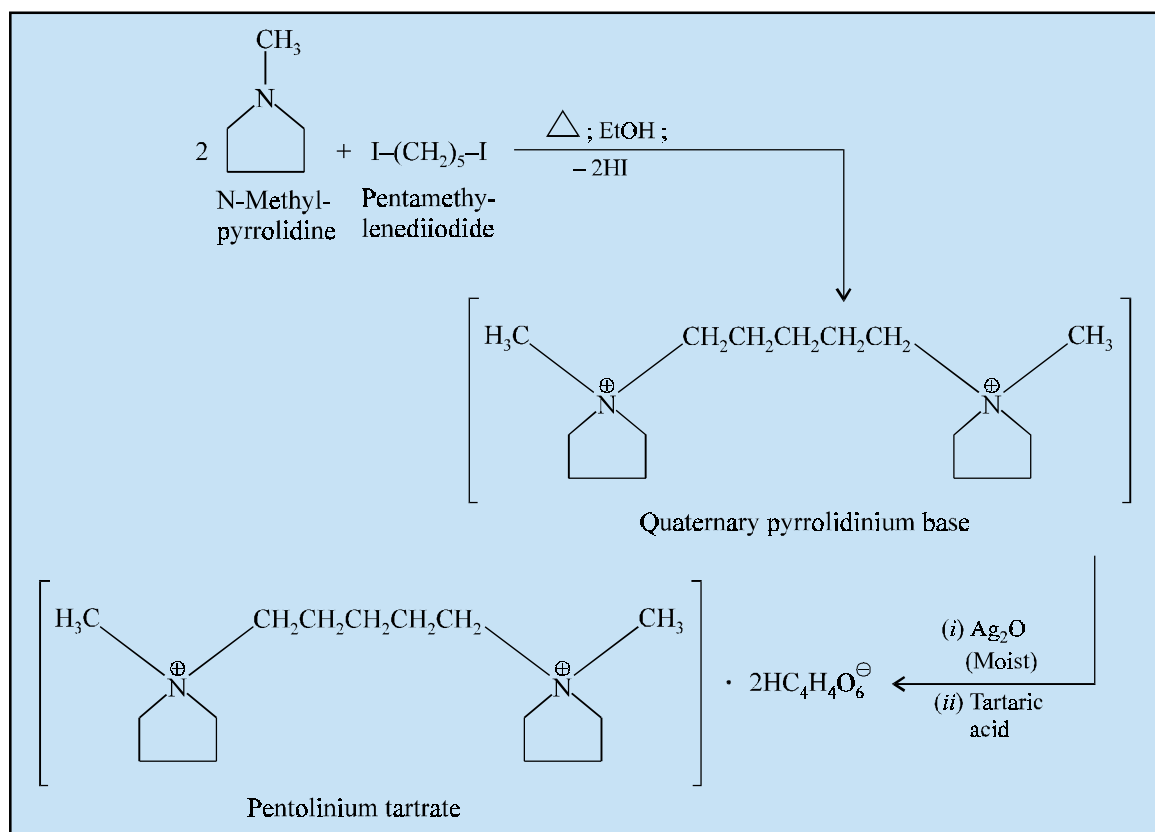 CH₃
N
2
+ I–(CH₂)₅–I
△ ; EtOH ;
– 2HI
N-Methyl-
pyrrolidine
Pentamethy-
lenediiodide
H₃C
CH₂CH₂CH₂CH₂CH₂
CH₃
⊕
N
⊕
N
Quaternary pyrrolidinium base
H₃C
CH₂CH₂CH₂CH₂CH₂
CH₃
⊕
N
⊕
N
· 2HC₄H₄O₆⊖
(i) Ag₂O
(Moist)
(ii) Tartaric
acid
Pentolinium tartrate